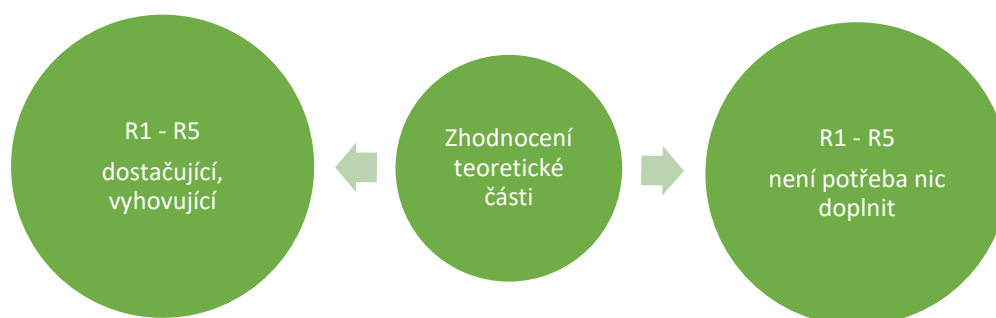 R1 - R5
dostačující,
vyhovující
Zhodnocení
teoretické
části
R1 - R5
není potřeba nic
doplnit